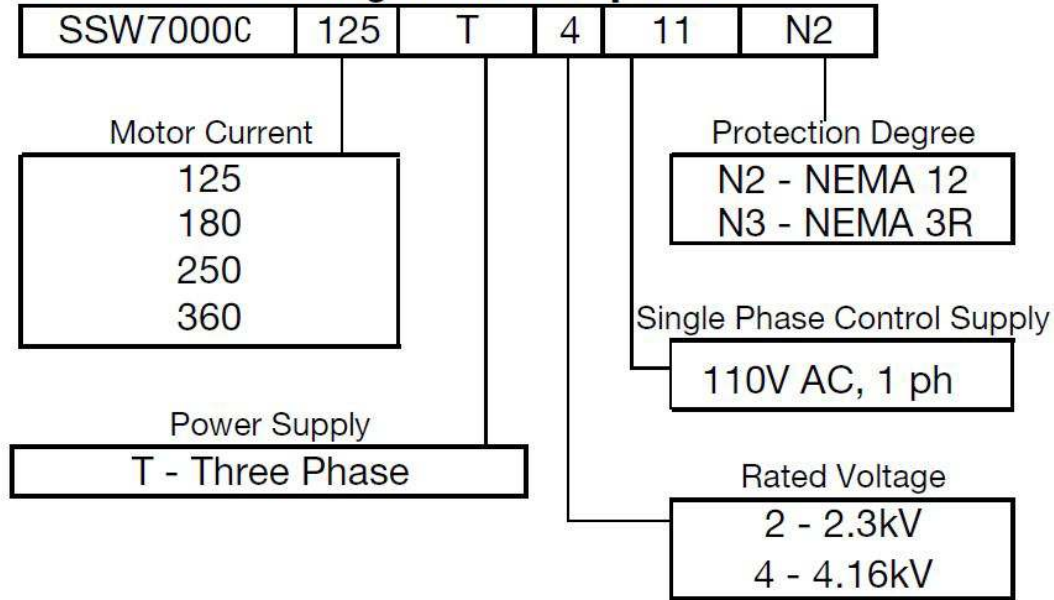 SSW7000C 125 T 4 11 N2
Motor Current
125
180
250
360
Protection Degree
N2 - NEMA 12
N3 - NEMA 3R
Single Phase Control Supply
110V AC, 1 ph
Power Supply
T - Three Phase
Rated Voltage
2 - 2.3kV
4 - 4.16kV